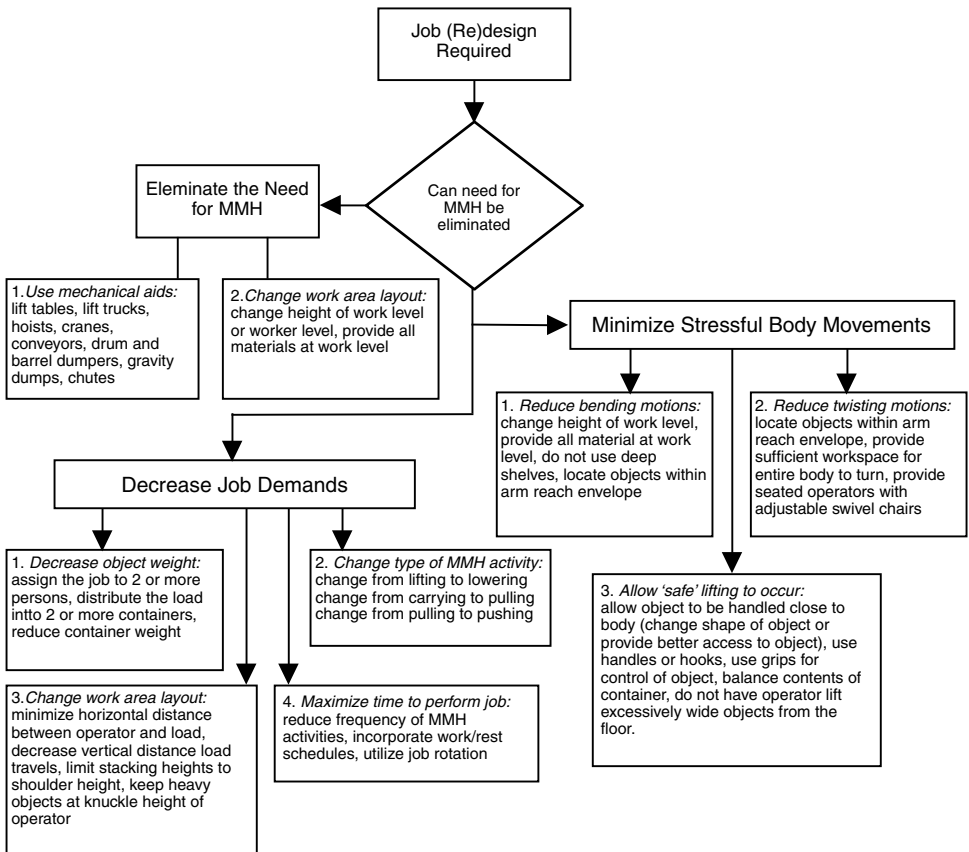 Job (Re)design
Required
Can need for
MMH be
eliminated
Eleminate the Need
for MMH
1.Use mechanical aids:
lift tables, lift trucks,
hoists, cranes,
conveyors, drum and
barrel dumpers, gravity
dumps, chutes
2.Change work area layout:
change height of work level
or worker level, provide all
materials at work level
Minimize Stressful Body Movements
1. Reduce bending motions:
change height of work level,
provide all material at work
level, do not use deep
shelves, locate objects within
arm reach envelope
2. Reduce twisting motions:
locate objects within arm
reach envelope, provide
sufficient workspace for
entire body to turn, provide
seated operators with
adjustable swivel chairs
3. Allow ‘safe’ lifting to occur:
allow object to be handled close to
body (change shape of object or
provide better access to object), use
handles or hooks, use grips for
control of object, balance contents of
container, do not have operator lift
excessively wide objects from the
floor.
Decrease Job Demands
1. Decrease object weight:
assign the job to 2 or more
persons, distribute the load
intto 2 or more containers,
reduce container weight
2. Change type of MMH activity:
change from lifting to lowering
change from carrying to pulling
change from pulling to pushing
3.Change work area layout:
minimize horizontal distance
between operator and load,
decrease vertical distance load
travels, limit stacking heights to
shoulder height, keep heavy
objects at knuckle height of
operator
4. Maximize time to perform job:
reduce frequency of MMH
activities, incorporate work/rest
schedules, utilize job rotation